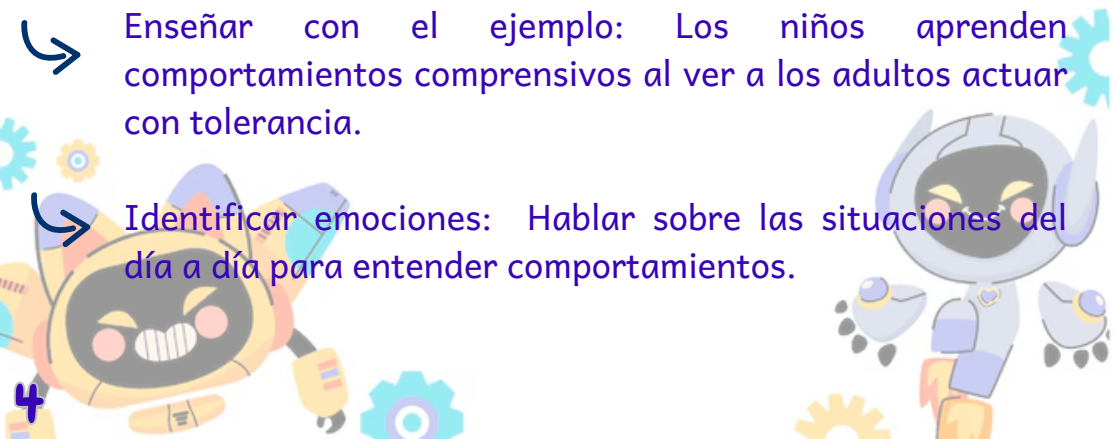 Enseñar con el ejemplo: Los niños aprenden
comportamientos comprensivos al ver a los adultos actuar
con tolerancia.
Identificar emociones: Hablar sobre las situaciones del
día a día para entender comportamientos.
4